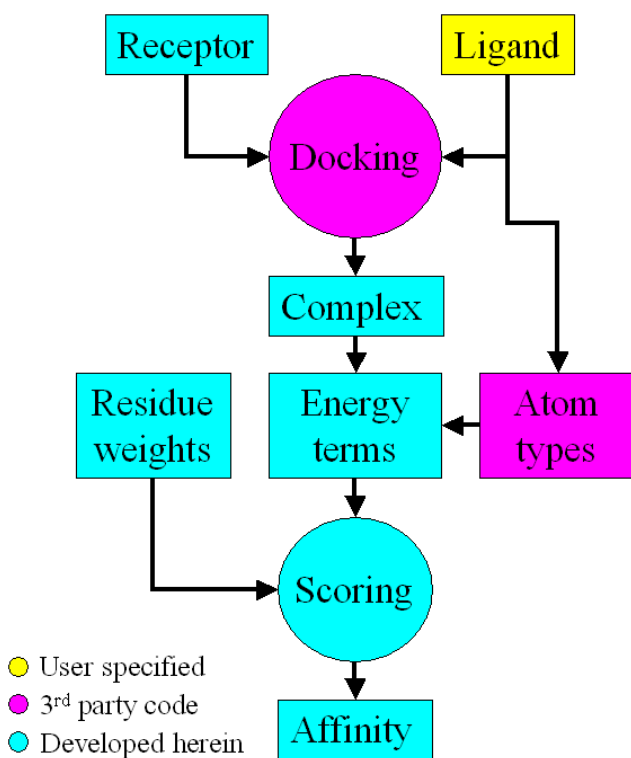 Receptor
Ligand
Docking
Complex
Residue
weights
Energy
terms
Atom
types
Scoring
User specified
3rd party code
Developed herein
Affinity